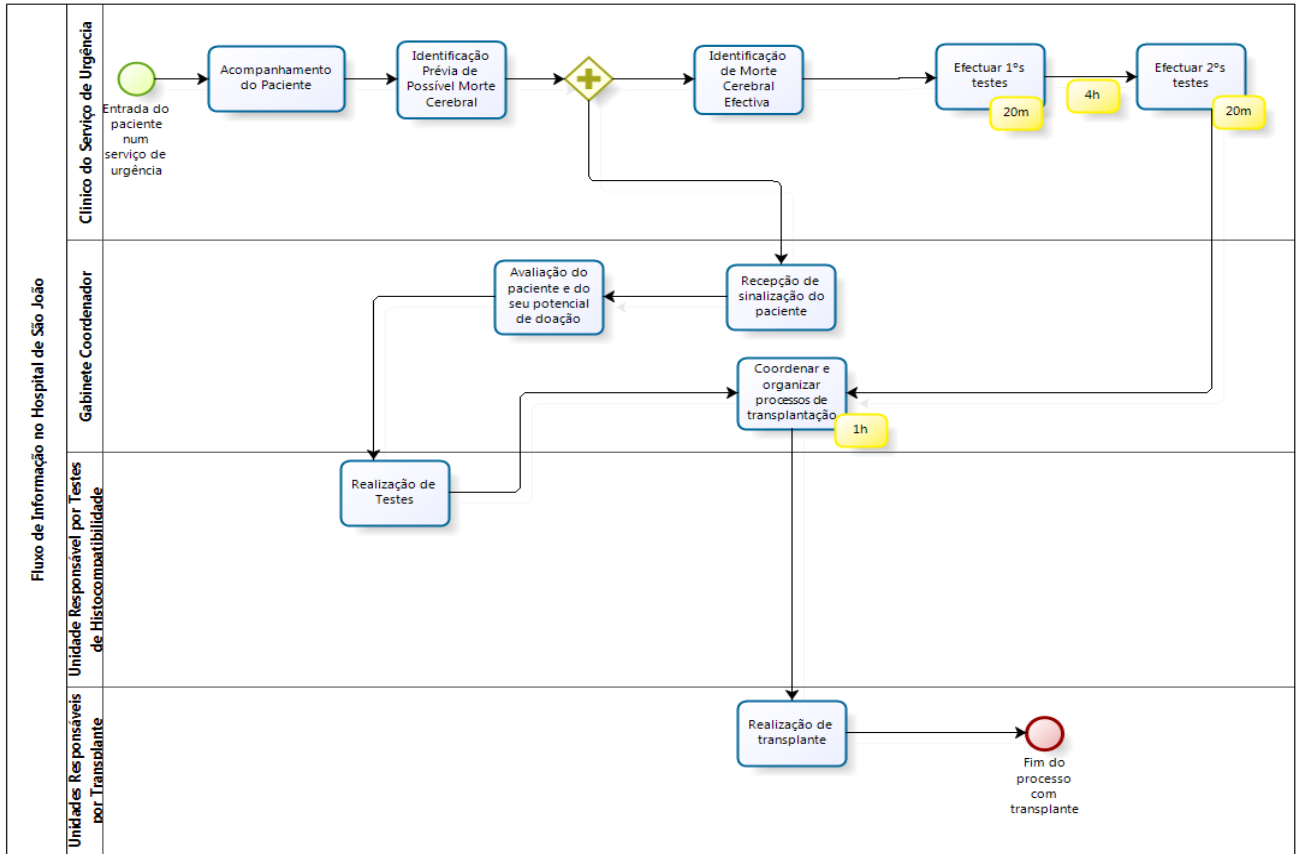 Fluxo de Informação no Hospital de São João
Clinico do Serviço de Urgência
Entrada do
paciente
num
serviço de
urgência
Acompanhamento
do Paciente
Identificação
Prévia de
Possível Morte
Cerebral
Identificação
de Morte
Cerebral
Efectiva
Efectuar 1ºs
testes
20m
4h
Efectuar 2ºs
testes
20m
Gabinete Coordenador
Avaliação do
paciente e do
seu potencial
de doação
Recepção de
sinalização do
paciente
Coordenar e
organizar
processos de
transplantação
1h
Unidade Responsável por Testes
de Histocompatibilidade
Realização de
Testes
Unidades Responsáveis
por Transplante
Realização de
transplante
Fim do
processo
com
transplante